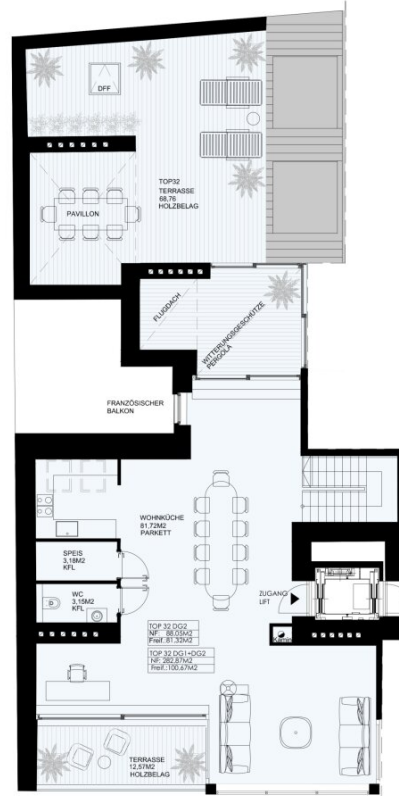 DFF
TOP32
TERRASSE
68,76
HOLZBELAG
PAVILLON
FLUGDACH
WITTERUNGSGESCHÜTZE
PERGOLA
FRANZÖSISCHER
BALKON
WOHNKÜCHE
81,72M2
PARKETT
SPEIS
3,18M2
KFL
WC
3,15M2
KFL
ZUGANG
LIFT
TOP 32 DG2
NF: 88,05M2
Freif.:81,32M2
TOP 32 DG1+DG2
NF: 282,87M2
Freif.:100,67M2
TERRASSE
12,57M2
HOLZBELAG